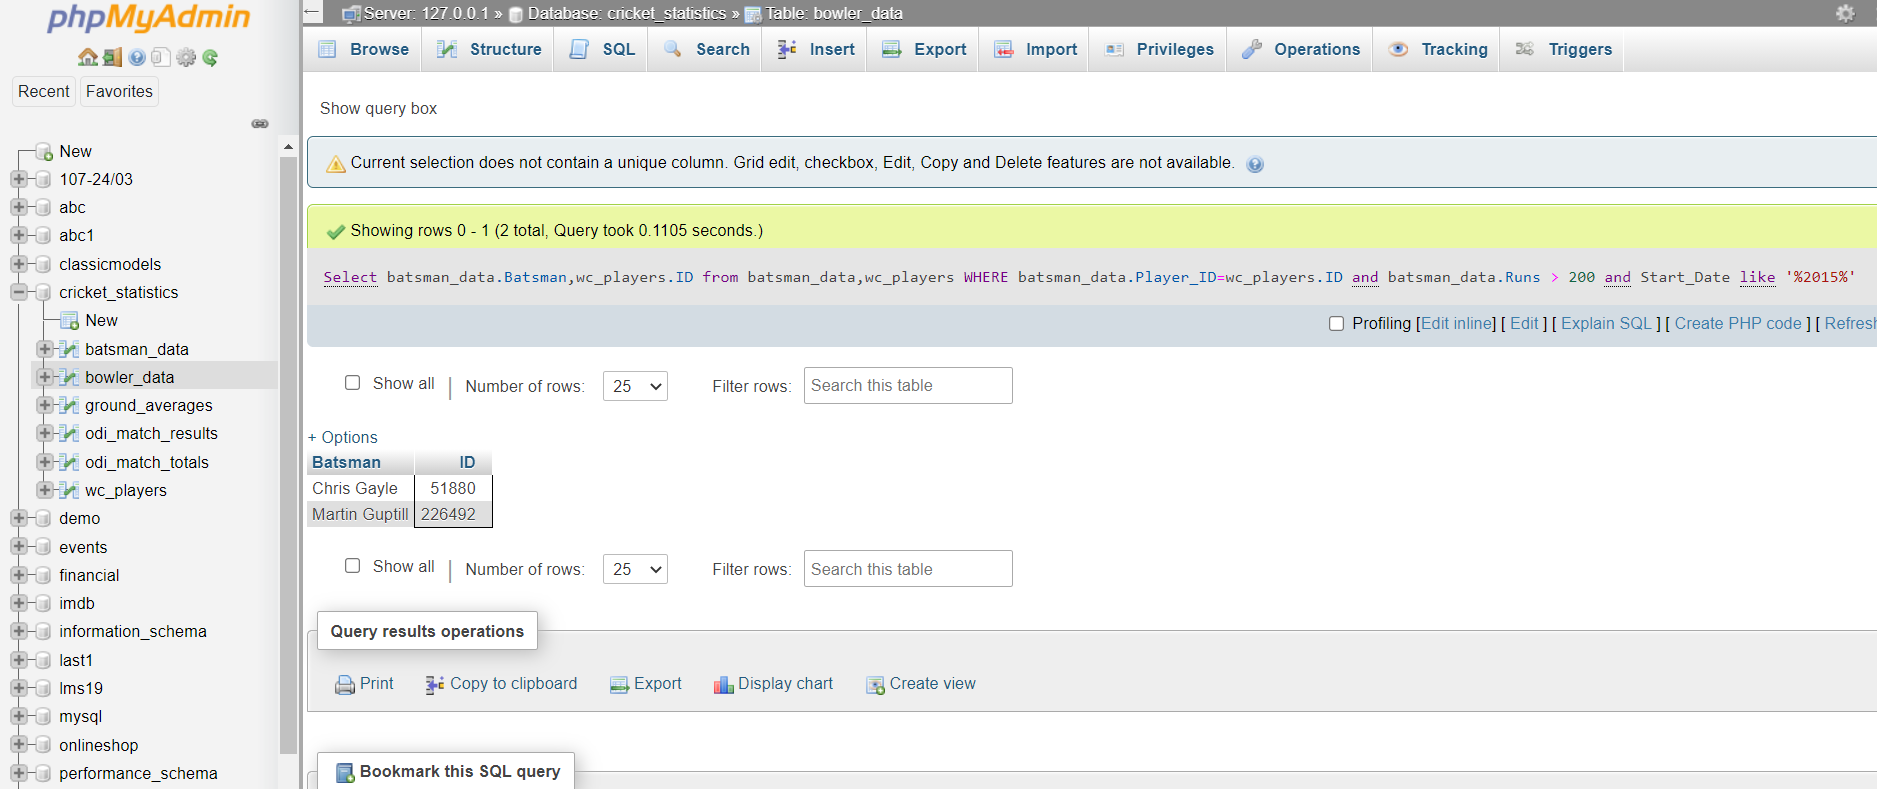 phpMyAdmin
Recent
Favorites
New
107-24/03
abc
abc1
classicmodels
cricket_statistics
New
batsman_data
bowler_data
ground_averages
odi_match_results
odi_match_totals
wc_players
demo
events
financial
imdb
information_schema
last1
lms19
mysql
onlineshop
performance_schema
Server: 127.0.0.1 » Database: cricket_statistics » Table: bowler_data
Browse Structure SQL Search Insert Export Import Privileges Operations Tracking Triggers
Show query box
Current selection does not contain a unique column. Grid edit, checkbox, Edit, Copy and Delete features are not available.
Showing rows 0 - 1 (2 total, Query took 0.1105 seconds.)
Select batsman_data.Batsman,wc_players.ID from batsman_data,wc_players WHERE batsman_data.Player_ID=wc_players.ID and batsman_data.Runs > 200 and Start_Date like '%2015%'
Profiling [Edit inline] [ Edit ] [ Explain SQL ] [ Create PHP code ] [ Refresh
Show all | Number of rows: 25 Filter rows: Search this table
+ Options
Batsman ID
Chris Gayle 51880
Martin Guptill 226492
Show all | Number of rows: 25 Filter rows: Search this table
Query results operations
Print Copy to clipboard Export Display chart Create view
Bookmark this SQL query